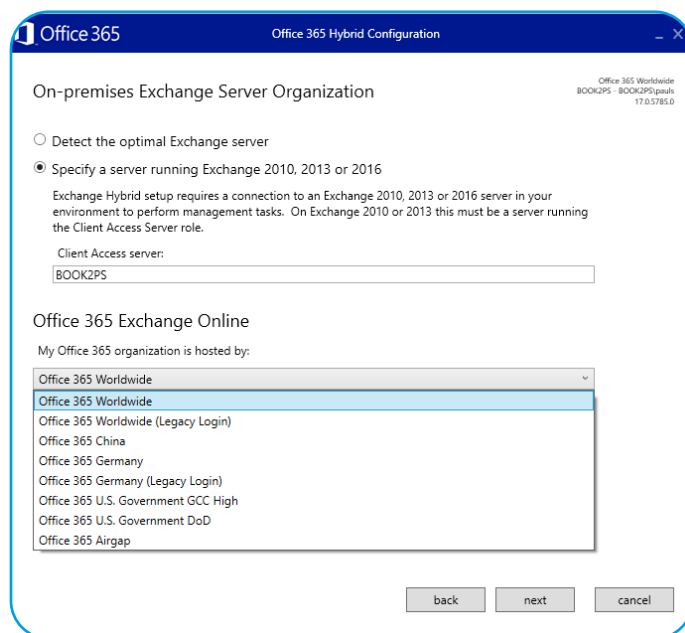 Office 365
Office 365 Hybrid Configuration
On-premises Exchange Server Organization
Office 365 Worldwide
BOOK2PS - BOOK2PS\pauls
17.0.5785.0
Detect the optimal Exchange server
Specify a server running Exchange 2010, 2013 or 2016
Exchange Hybrid setup requires a connection to an Exchange 2010, 2013 or 2016 server in your
environment to perform management tasks. On Exchange 2010 or 2013 this must be a server running
the Client Access Server role.
Client Access server:
BOOK2PS
Office 365 Exchange Online
My Office 365 organization is hosted by:
Office 365 Worldwide
Office 365 Worldwide
Office 365 Worldwide (Legacy Login)
Office 365 China
Office 365 Germany
Office 365 Germany (Legacy Login)
Office 365 U.S. Government GCC High
Office 365 U.S. Government DoD
Office 365 Airgap
back
next
cancel